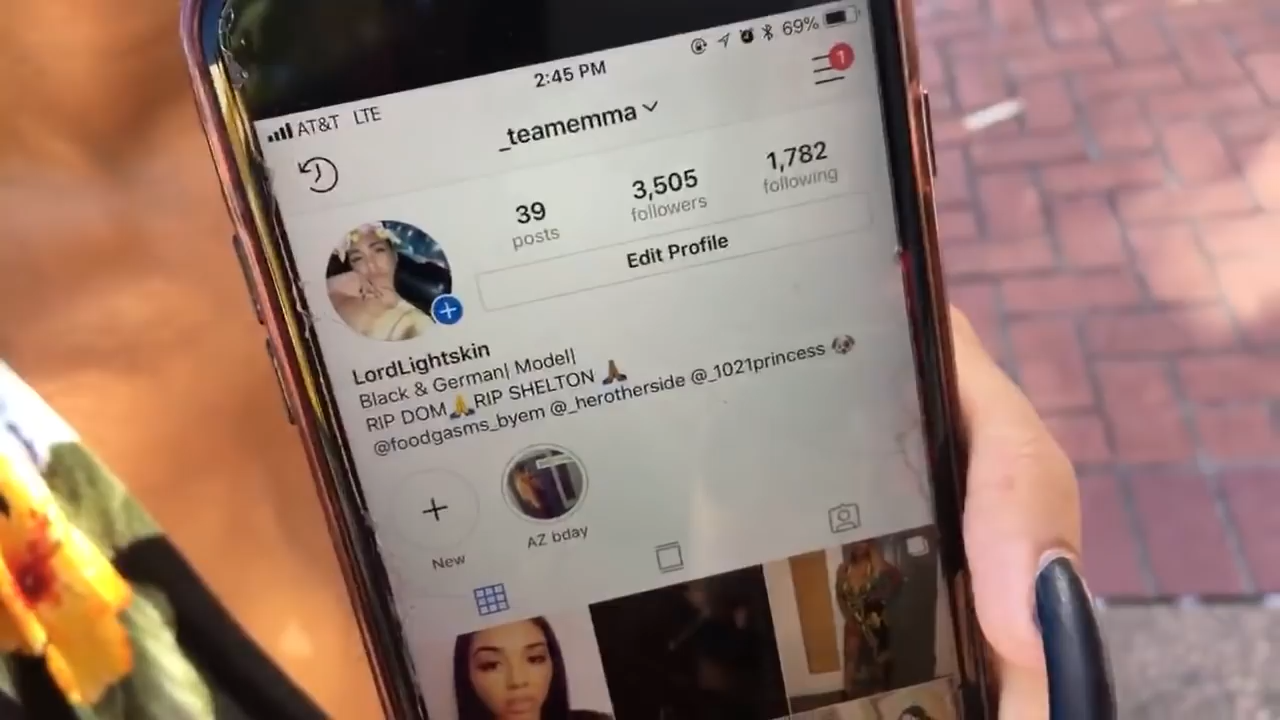 AT&T LTE 2:45 PM 69%
_teamemma
1
39 3,505 1,782
posts followers following
Edit Profile
LordLightskin
Black & German| Model|
RIP DOM🙏RIP SHELTON 🙏🏾
@foodgasms_byem @_herotherside @_1021princess 🐶
New AZ bday